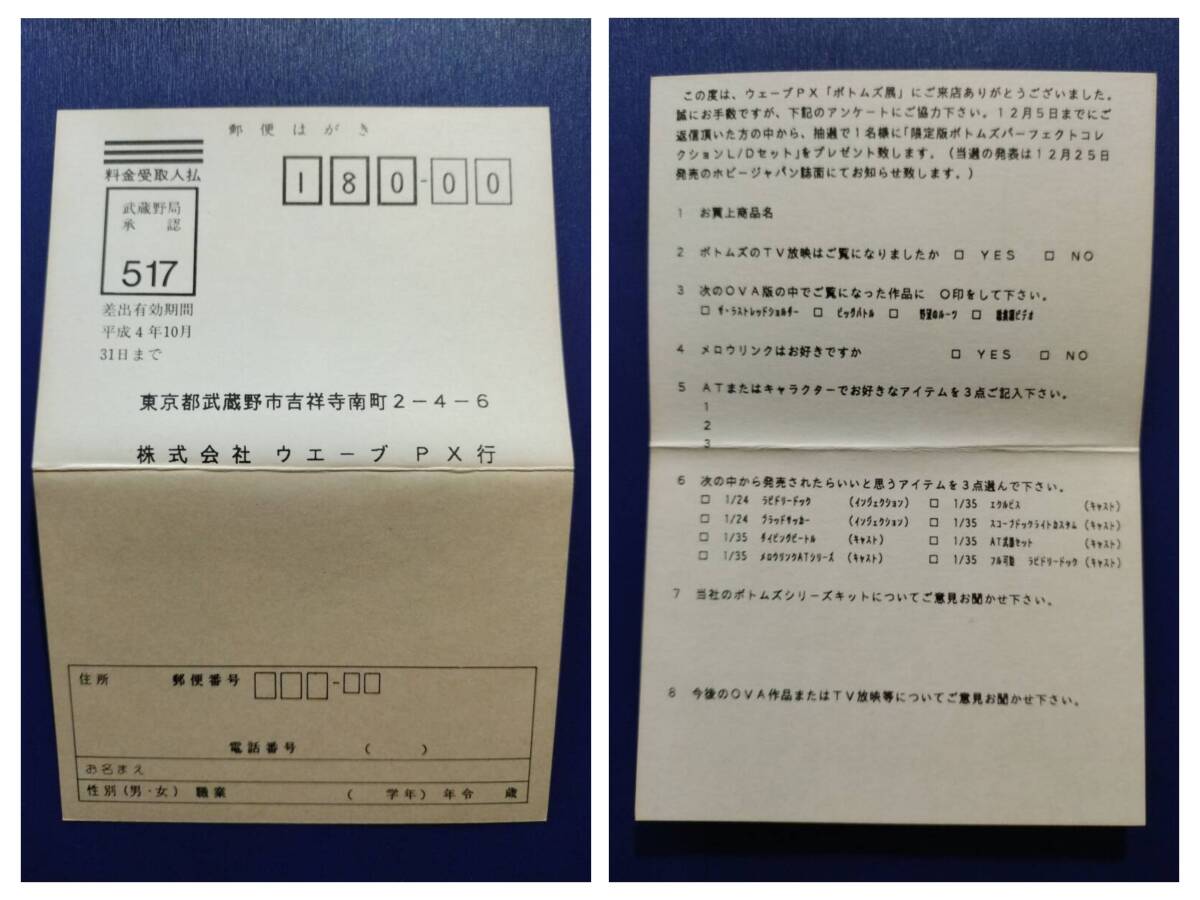 郵便はがき
料金受取人払
180-00
武蔵野局
承認
517
差出有効期間
平成4年10月
31日まで
東京都武蔵野市吉祥寺南町2-4-6
株式会社 ウエーブ PX行
住所 郵便番号 □□□-□□
電話番号 ( )
お名まえ
性別(男・女) 職業 ( 学年) 年令 歳
この度は、ウェーブPX「ボトムズ展」にご来店ありがとうございました。
誠にお手数ですが、下記のアンケートにご協力下さい。12月5日までにご
返信頂いた方の中から、抽選で1名様に「限定版ボトムズパーフェクトコレ
クションL/Dセット」をプレゼント致します。(当選の発表は12月25日
発売のホビージャパン誌面にてお知らせ致します。)
1 お買上商品名
2 ボトムズのTV放映はご覧になりましたか □ YES □ NO
3 次のOVA版の中でご覧になった作品に ○印をして下さい。
□ ザ・ラストレッドショルダー □ ビッグバトル □ 野望のルーツ □ 総集編ビデオ
4 メロウリンクはお好きですか □ YES □ NO
5 ATまたはキャラクターでお好きなアイテムを3点ご記入下さい。
1
2
3
6 次の中から発売されたらいいと思うアイテムを3点選んで下さい。
□ 1/24 ラビドリードック (インジェクション) □ 1/35 エクルビス (キャスト)
□ 1/24 ブラッドサッカー (インジェクション) □ 1/35 スコープドックライトカスタム (キャスト)
□ 1/35 ダイビングビートル (キャスト) □ 1/35 AT武器セット (キャスト)
□ 1/35 メロウリンクATシリーズ (キャスト) □ 1/35 フル可動 ラビドリードック (キャスト)
7 当社のボトムズシリーズキットについてご意見お聞かせ下さい。
8 今後のOVA作品またはTV放映等についてご意見お聞かせ下さい。